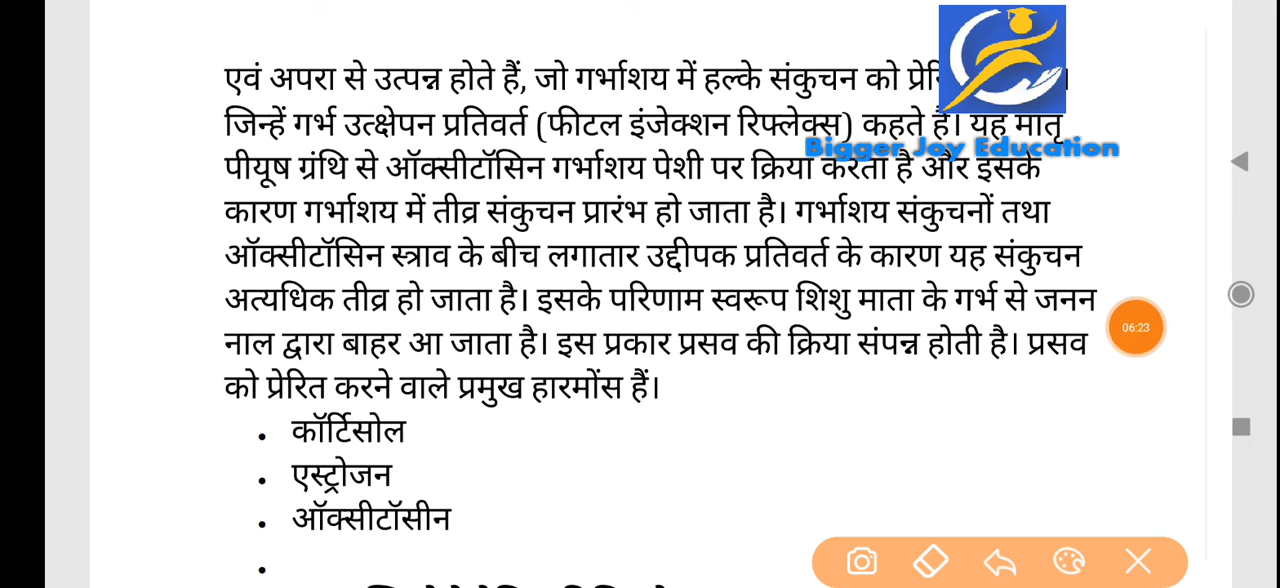 एवं अपरा से उत्पन्न होते हैं, जो गर्भाशय में हल्के संकुचन को
जिन्हें गर्भ उत्क्षेपन प्रतिवर्त (फीटल इंजेक्शन रिफ्लेक्स) कहते हैं। यह मातृ
Bigger Joy Education
पीयूष ग्रंथि से ऑक्सीटॉसिन गर्भाशय पेशी पर क्रिया करता है और इसके
कारण गर्भाशय में तीव्र संकुचन प्रारंभ हो जाता है। गर्भाशय संकुचनों तथा
ऑक्सीटॉसिन स्त्राव के बीच लगातार उद्दीपक प्रतिवर्त के कारण यह संकुचन
अत्यधिक तीव्र हो जाता है। इसके परिणाम स्वरूप शिशु माता के गर्भ से जनन
06:23
नाल द्वारा बाहर आ जाता है। इस प्रकार प्रसव की क्रिया संपन्न होती है। प्रसव
को प्रेरित करने वाले प्रमुख हारमोंस हैं।
• कॉर्टिसोल
• एस्ट्रोजन
• ऑक्सीटॉसीन
•